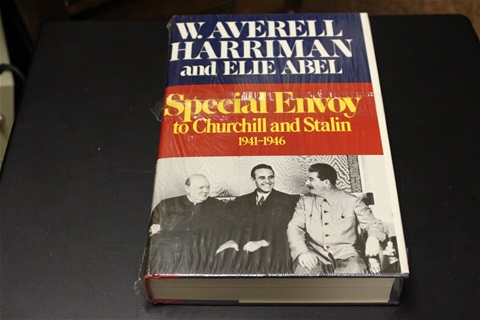 W. AVERELL
HARRIMAN
and ELIE ABEL
Special Envoy
to Churchill and Stalin
1941-1946